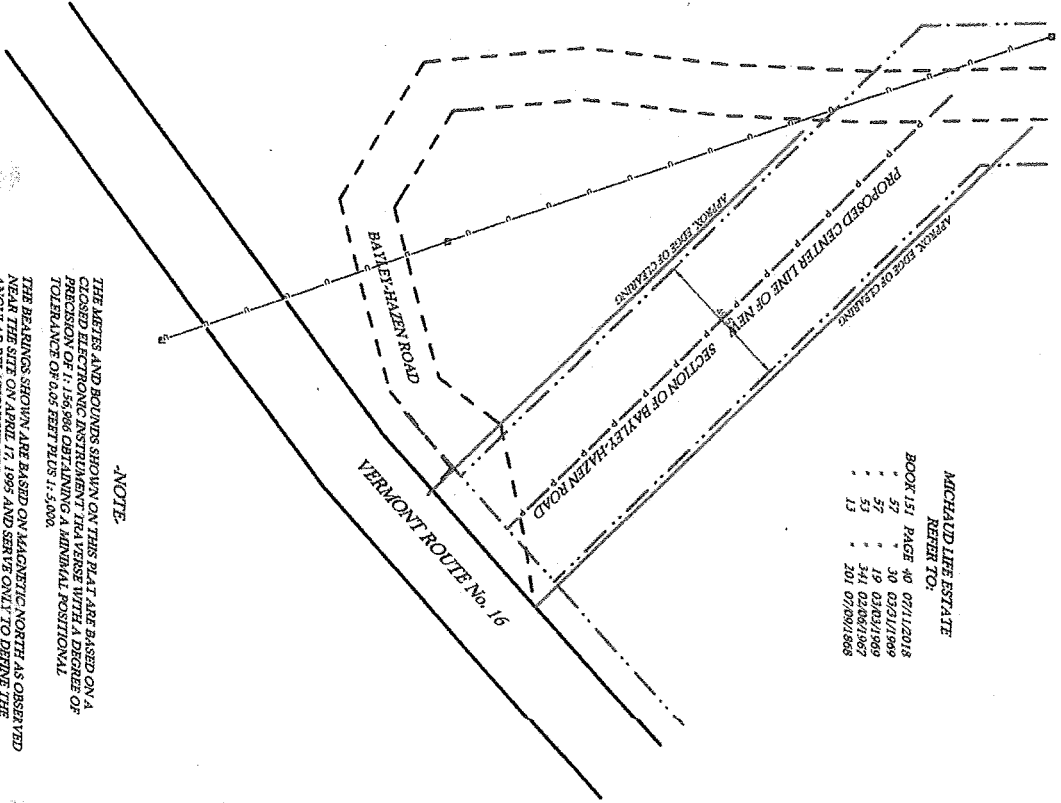 MICHAUD LIFE ESTATE
REFER TO:
BOOK 151 PAGE 40 07/11/2018
" 57 " 30 03/31/1969
" 57 " 19 03/03/1969
" 53 " 341 02/06/1967
" 13 " 201 07/09/1868
PROPOSED CENTER LINE OF NEW
SECTION OF BAYLEY-HAZEN ROAD
APPROX. EDGE OF CLEARING
APPROX. EDGE OF CLEARING
BAYLEY-HAZEN ROAD
VERMONT ROUTE No. 16
-NOTE-
THE METES AND BOUNDS SHOWN ON THIS PLAT ARE BASED ON A
CLOSED ELECTRONIC INSTRUMENT TRAVERSE WITH A DEGREE OF
PRECISION OF 1: 156,986 OBTAINING A MINIMAL POSITIONAL
TOLERANCE OF 0.05 FEET PLUS 1: 5,000.
THE BEARINGS SHOWN ARE BASED ON MAGNETIC NORTH AS OBSERVED
NEAR THE SITE ON APRIL 17, 1995 AND SERVE ONLY TO DEFINE THE